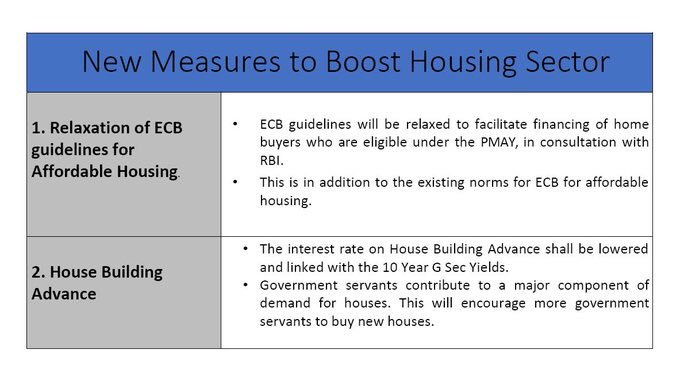 New Measures to Boost Housing Sector
1. Relaxation of ECB
guidelines for
Affordable Housing.
• ECB guidelines will be relaxed to facilitate financing of home
buyers who are eligible under the PMAY, in consultation with
RBI.
• This is in addition to the existing norms for ECB for affordable
housing.
2. House Building
Advance
• The interest rate on House Building Advance shall be lowered
and linked with the 10 Year G Sec Yields.
• Government servants contribute to a major component of
demand for houses. This will encourage more government
servants to buy new houses.